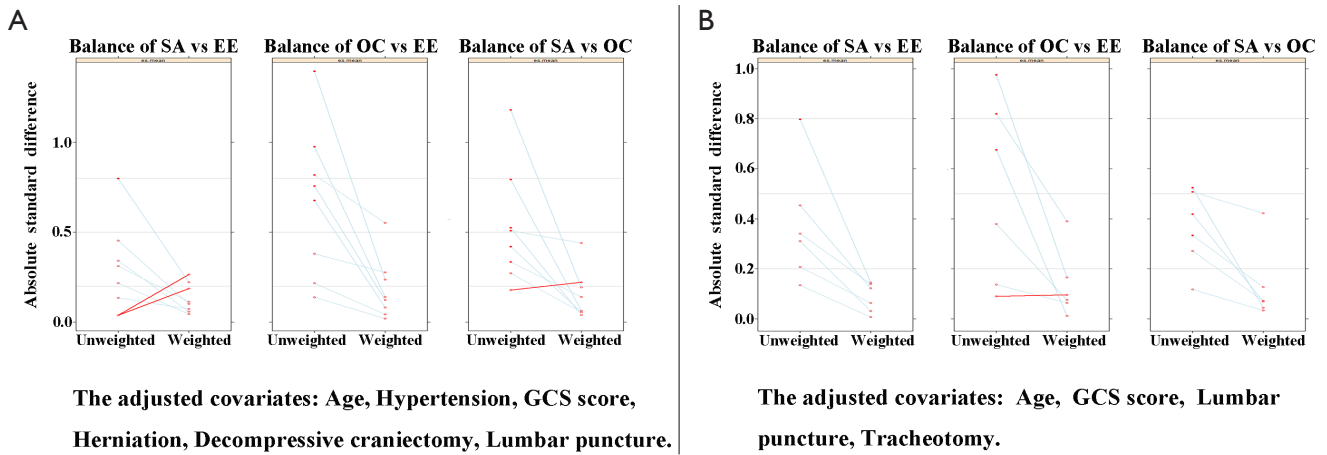 A
Balance of SA vs EE
Balance of OC vs EE
Balance of SA vs OC
es.mean
es.mean
es.mean
Absolute standard difference
1.0
0.5
0.0
Unweighted Weighted
Unweighted Weighted
Unweighted Weighted
The adjusted covariates: Age, Hypertension, GCS score,
Herniation, Decompressive craniectomy, Lumbar puncture.
B
Balance of SA vs EE
Balance of OC vs EE
Balance of SA vs OC
es.mean
es.mean
es.mean
Absolute standard difference
1.0
0.8
0.6
0.4
0.2
0.0
Unweighted Weighted
Unweighted Weighted
Unweighted Weighted
The adjusted covariates: Age, GCS score, Lumbar
puncture, Tracheotomy.